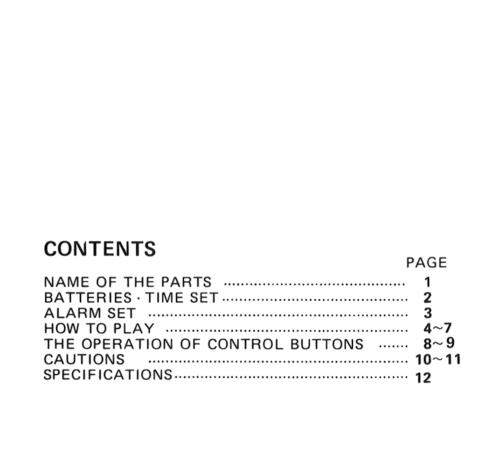 CONTENTS
PAGE
NAME OF THE PARTS ........................................ 1
BATTERIES · TIME SET ........................................ 2
ALARM SET ........................................ 3
HOW TO PLAY ........................................ 4~7
THE OPERATION OF CONTROL BUTTONS ....... 8~9
CAUTIONS ........................................ 10~11
SPECIFICATIONS ........................................ 12